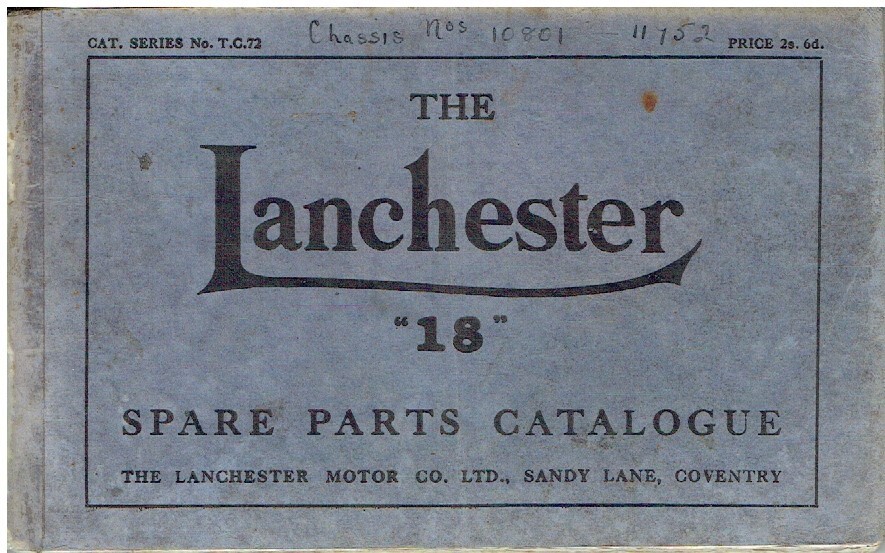 CAT. SERIES No. T.C.72 Chassis Nos 10801 - 11752 PRICE 2s. 6d.
THE
Lanchester
"18"
SPARE PARTS CATALOGUE
THE LANCHESTER MOTOR CO. LTD., SANDY LANE, COVENTRY